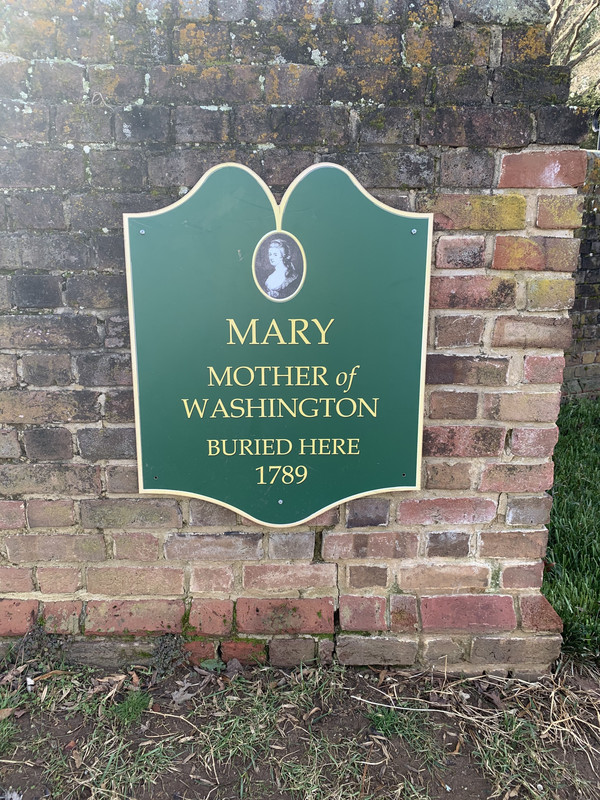 MARY
MOTHER of
WASHINGTON
BURIED HERE
1789